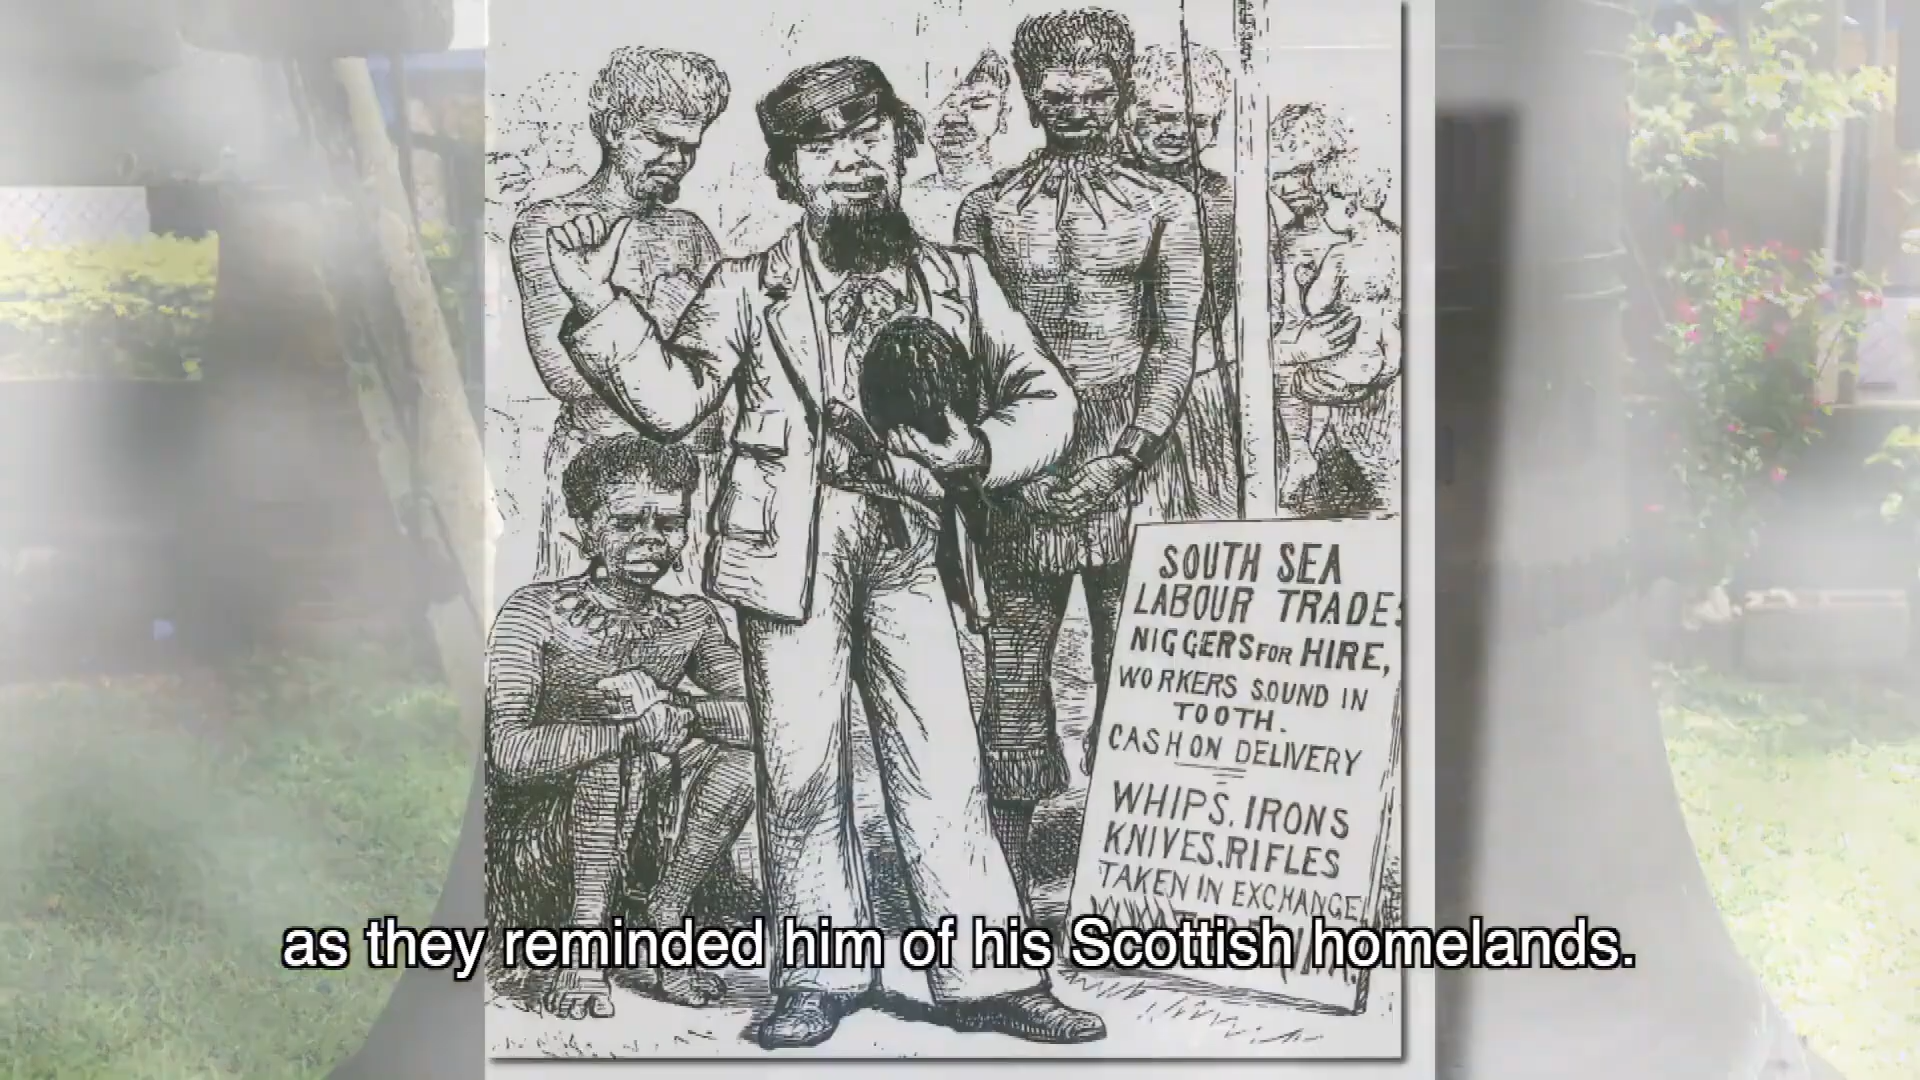 SOUTH SEA
LABOUR TRADE:
NIGGERS FOR HIRE,
WORKERS SOUND IN
TOOTH.
CASH ON DELIVERY
WHIPS. IRONS
KNIVES. RIFLES
TAKEN IN EXCHANGE
as they reminded him of his Scottish homelands.